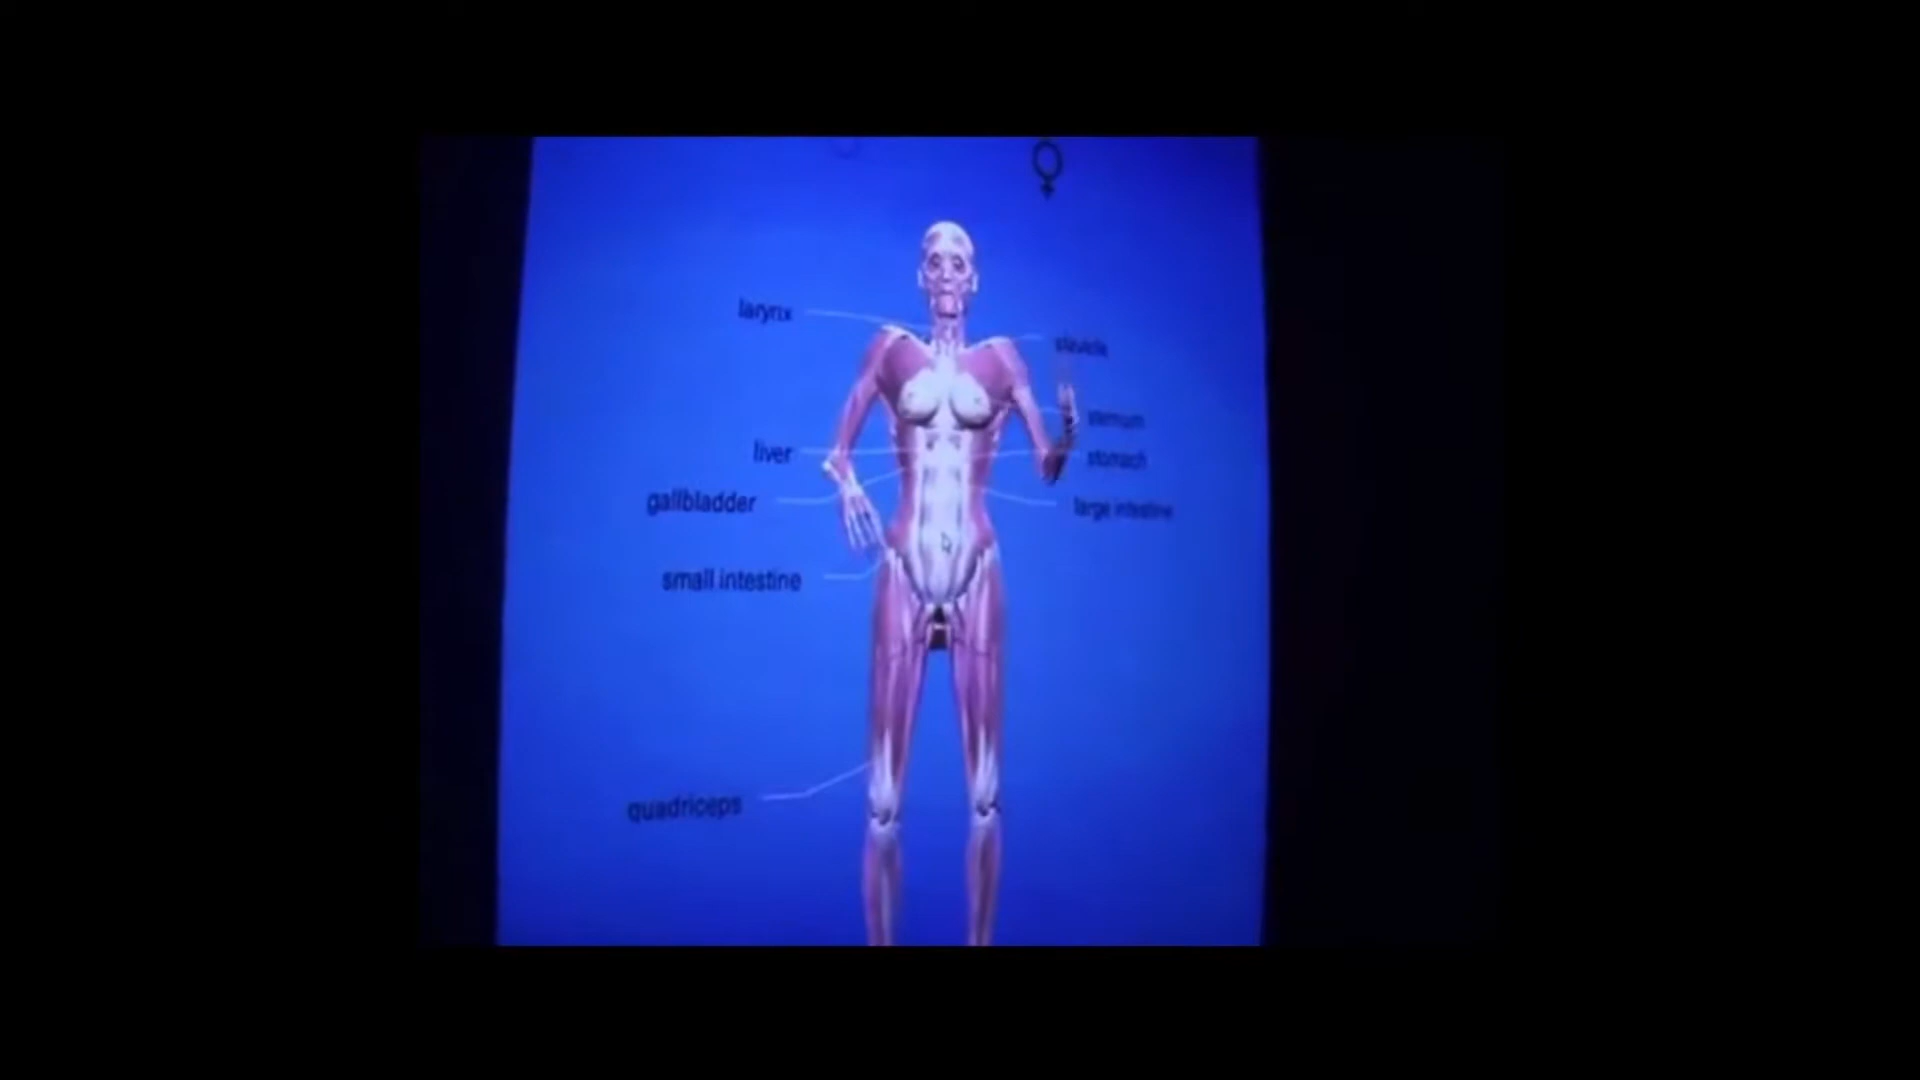 larynx
clavicle
sternum
liver
stomach
gallbladder
large intestine
small intestine
quadriceps